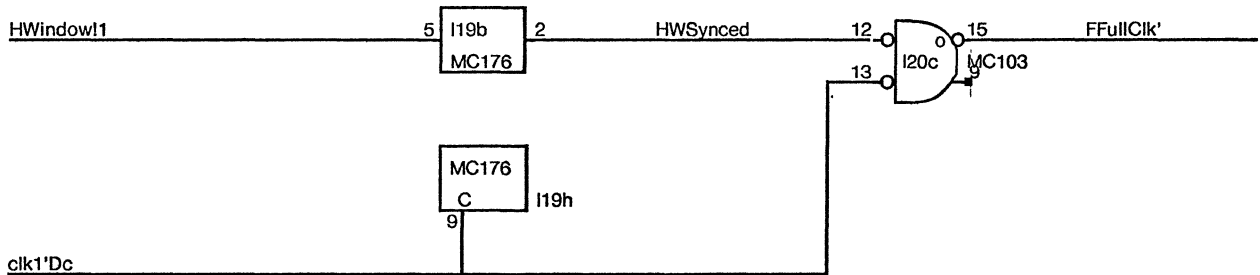 HWindow!1 5 I19b 2 HWSynced 12 15 FFullClk'
MC176 I20c o MC103
13 9
MC176
C I19h
9
clk1'Dc